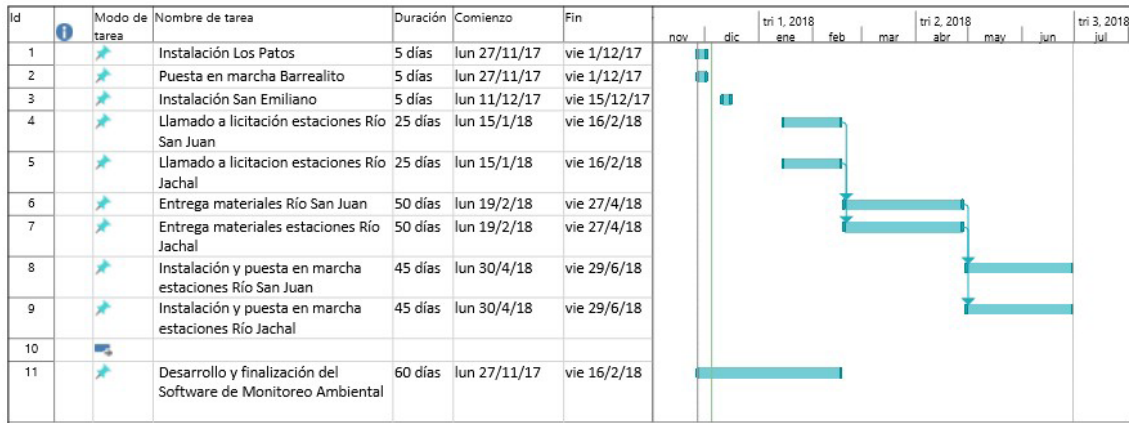 Id Modo de Nombre de tarea Duración Comienzo Fin tri 1, 2018 tri 2, 2018 tri 3, 2018
tarea nov dic ene feb mar abr may jun jul
1 Instalación Los Patos 5 días lun 27/11/17 vie 1/12/17
2 Puesta en marcha Barrealito 5 días lun 27/11/17 vie 1/12/17
3 Instalación San Emiliano 5 días lun 11/12/17 vie 15/12/17
4 Llamado a licitación estaciones Río 25 días lun 15/1/18 vie 16/2/18
San Juan
5 Llamado a licitacion estaciones Río 25 días lun 15/1/18 vie 16/2/18
Jachal
6 Entrega materiales Río San Juan 50 días lun 19/2/18 vie 27/4/18
7 Entrega materiales estaciones Río 50 días lun 19/2/18 vie 27/4/18
Jachal
8 Instalación y puesta en marcha 45 días lun 30/4/18 vie 29/6/18
estaciones Río San Juan
9 Instalación y puesta en marcha 45 días lun 30/4/18 vie 29/6/18
estaciones Río Jachal
10
11 Desarrollo y finalización del 60 días lun 27/11/17 vie 16/2/18
Software de Monitoreo Ambiental